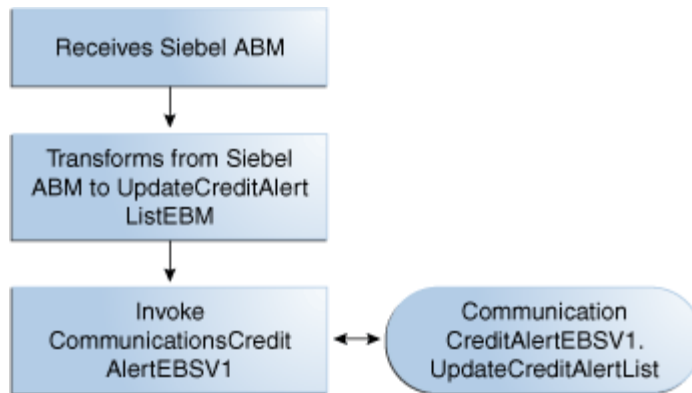 Receives Siebel ABM
Transforms from Siebel
ABM to UpdateCreditAlert
ListEBM
Invoke
CommunicationsCredit
AlertEBSV1
Communication
CreditAlertEBSV1.
UpdateCreditAlertList